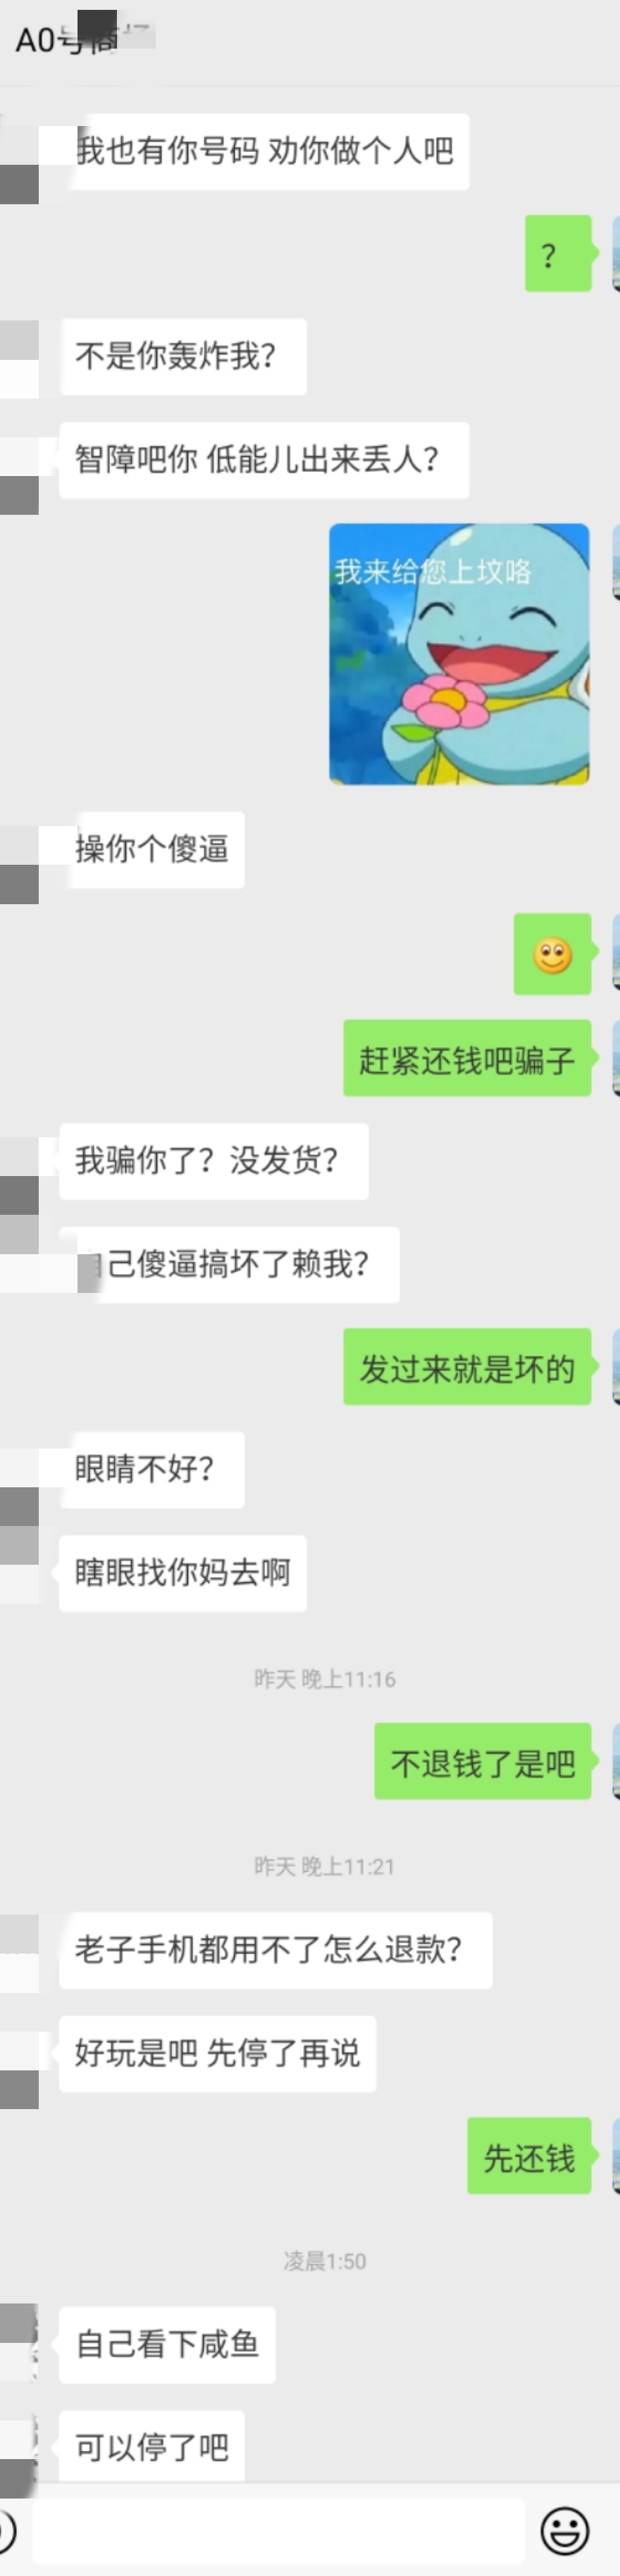 A0号商
我也有你号码 劝你做个人吧
?
不是你轰炸我?
智障吧你 低能儿出来丢人?
我来给您上坟咯
操你个傻逼
赶紧还钱吧骗子
我骗你了? 没发货?
自己傻逼搞坏了赖我?
发过来就是坏的
眼睛不好?
瞎眼找你妈去啊
昨天 晚上11:16
不退钱了是吧
昨天 晚上11:21
老子手机都用不了怎么退款?
好玩是吧 先停了再说
先还钱
凌晨1:50
自己看下咸鱼
可以停了吧